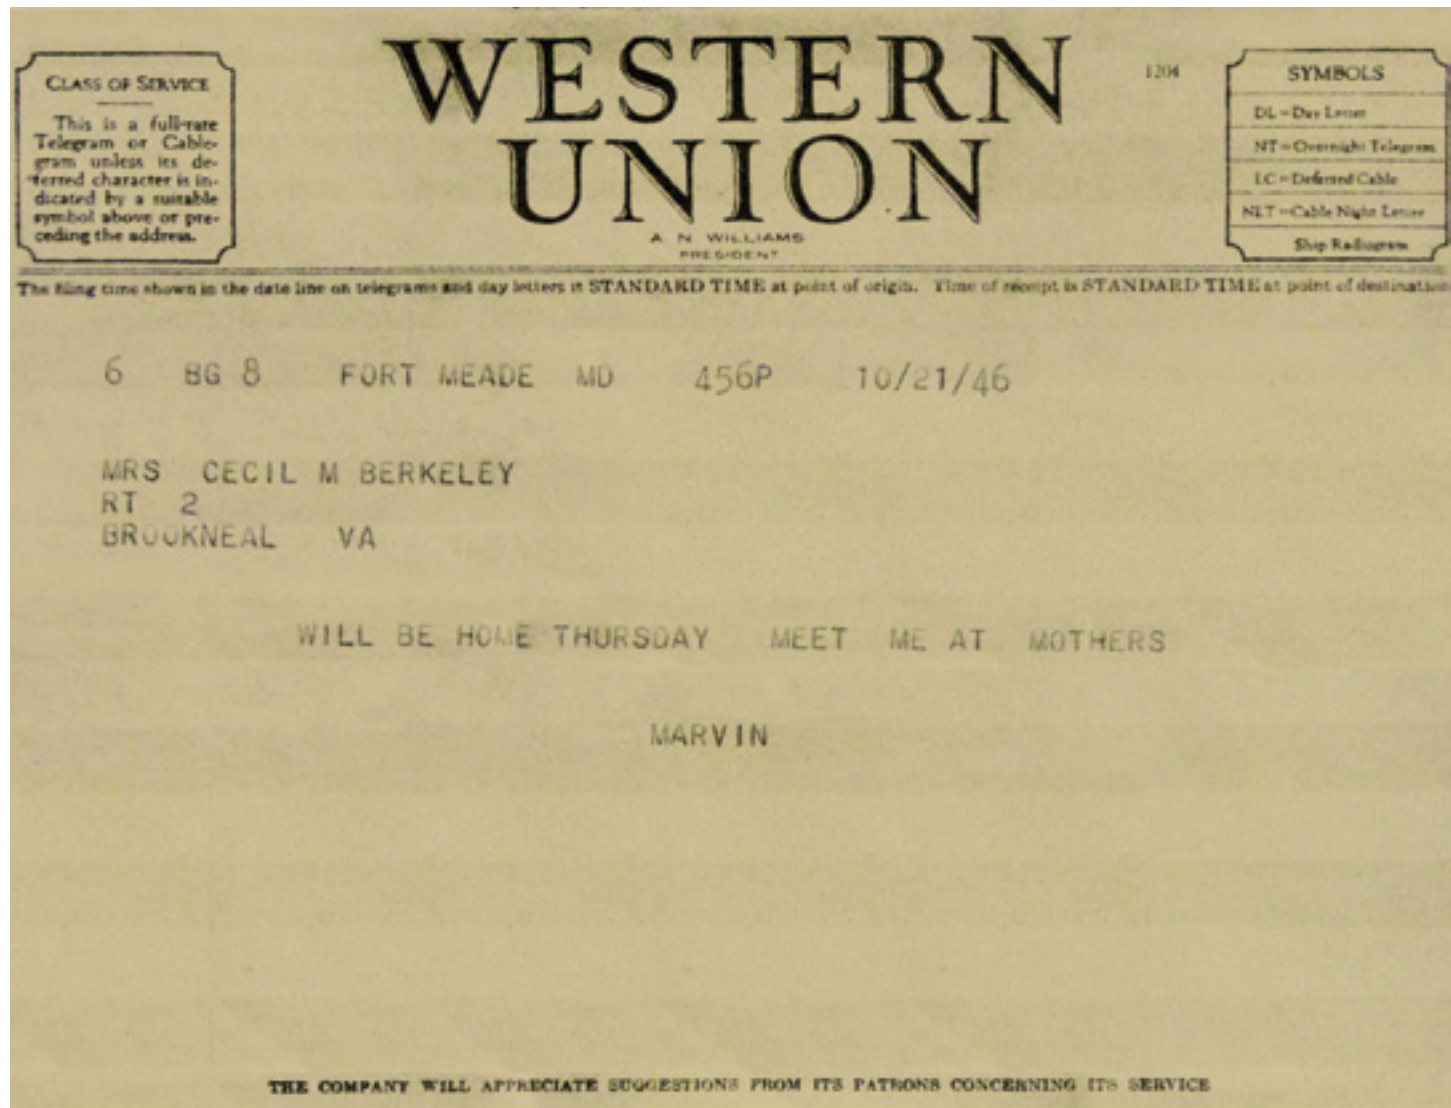 CLASS OF SERVICE
This is a full-rate
Telegram or Cable-
gram unless its de-
ferred character is in-
dicated by a suitable
symbol above or pre-
ceding the address.
WESTERN
UNION
A. N. WILLIAMS
PRESIDENT
1204
SYMBOLS
DL = Day Letter
NT = Overnight Telegram
LC = Deferred Cable
NLT = Cable Night Letter
Ship Radiogram
The filing time shown in the date line on telegrams and day letters is STANDARD TIME at point of origin. Time of receipt is STANDARD TIME at point of destination
6 BG 8 FORT MEADE MD 456P 10/21/46
MRS CECIL M BERKELEY
RT 2
BROOKNEAL VA
WILL BE HOME THURSDAY MEET ME AT MOTHERS
MARVIN
THE COMPANY WILL APPRECIATE SUGGESTIONS FROM ITS PATRONS CONCERNING ITS SERVICE